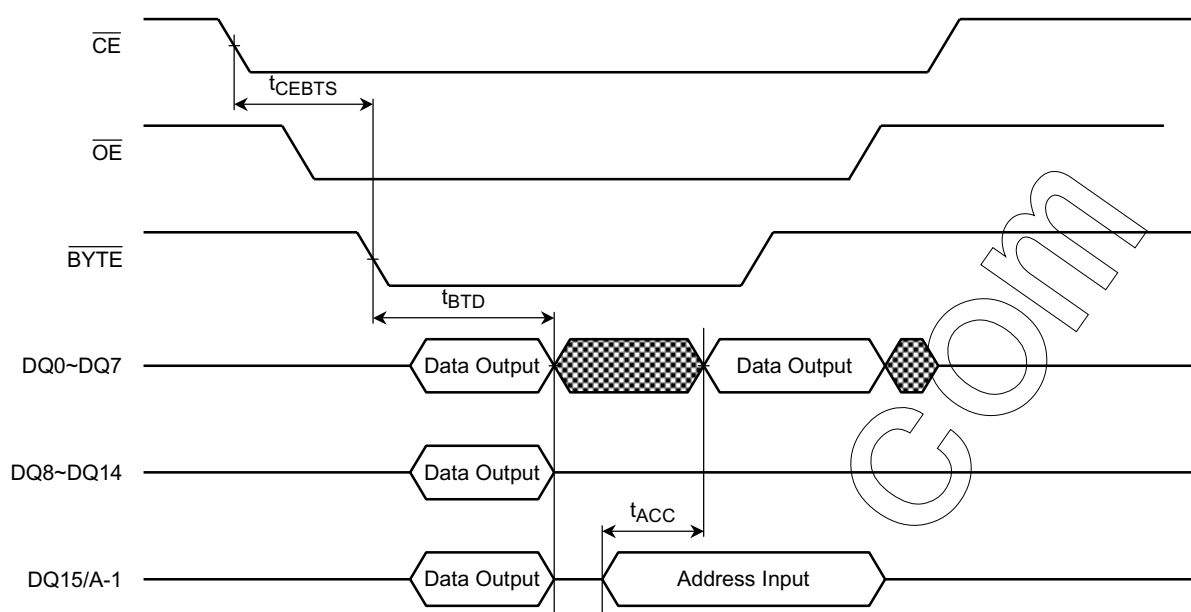 CE
tCEBTS
OE
BYTE
tBTD
DQ0~DQ7
Data Output
Data Output
DQ8~DQ14
Data Output
tACC
DQ15/A-1
Data Output
Address Input
com